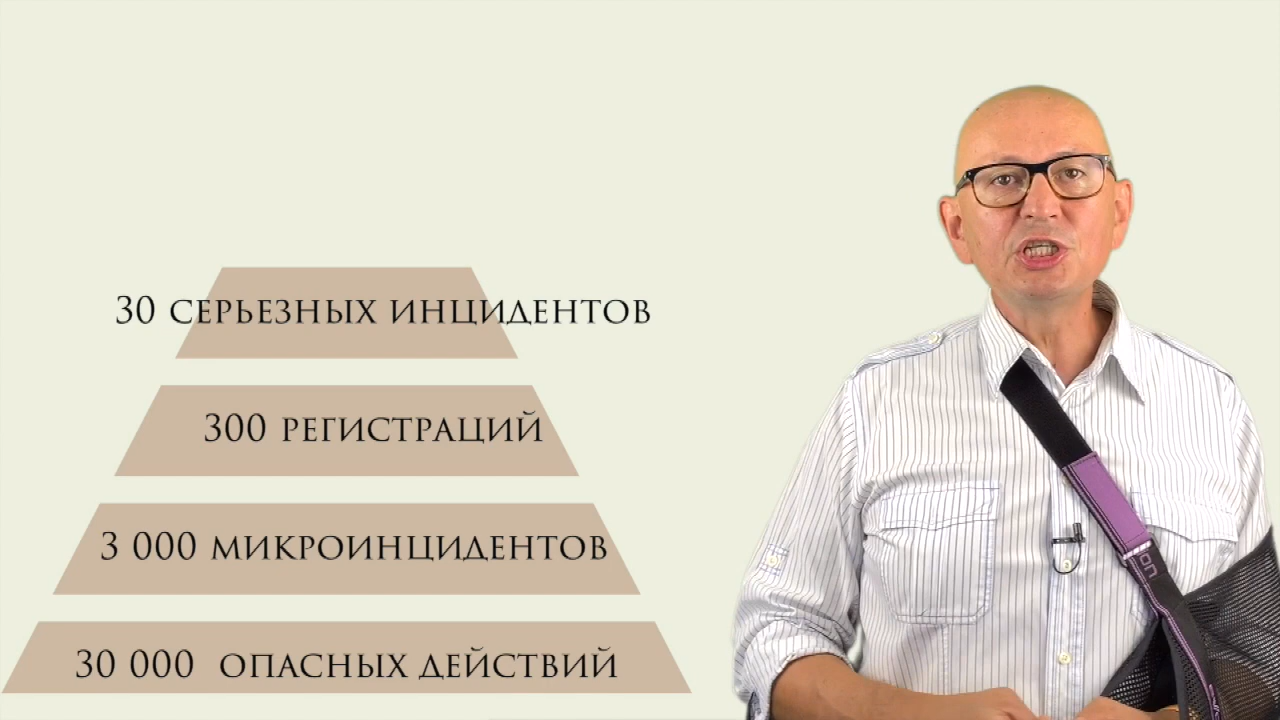 30 серьезных инцидентов
300 регистраций
3 000 микроинцидентов
30 000 опасных действий